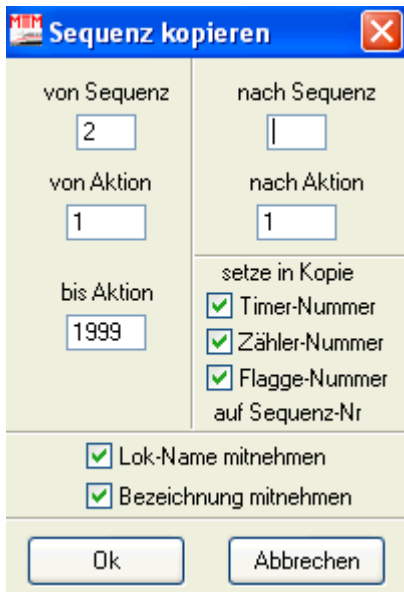 Sequenz kopieren
von Sequenz
2
nach Sequenz
von Aktion
1
nach Aktion
1
bis Aktion
1999
setze in Kopie
Timer-Nummer
Zähler-Nummer
Flagge-Nummer
auf Sequenz-Nr
Lok-Name mitnehmen
Bezeichnung mitnehmen
Ok
Abbrechen